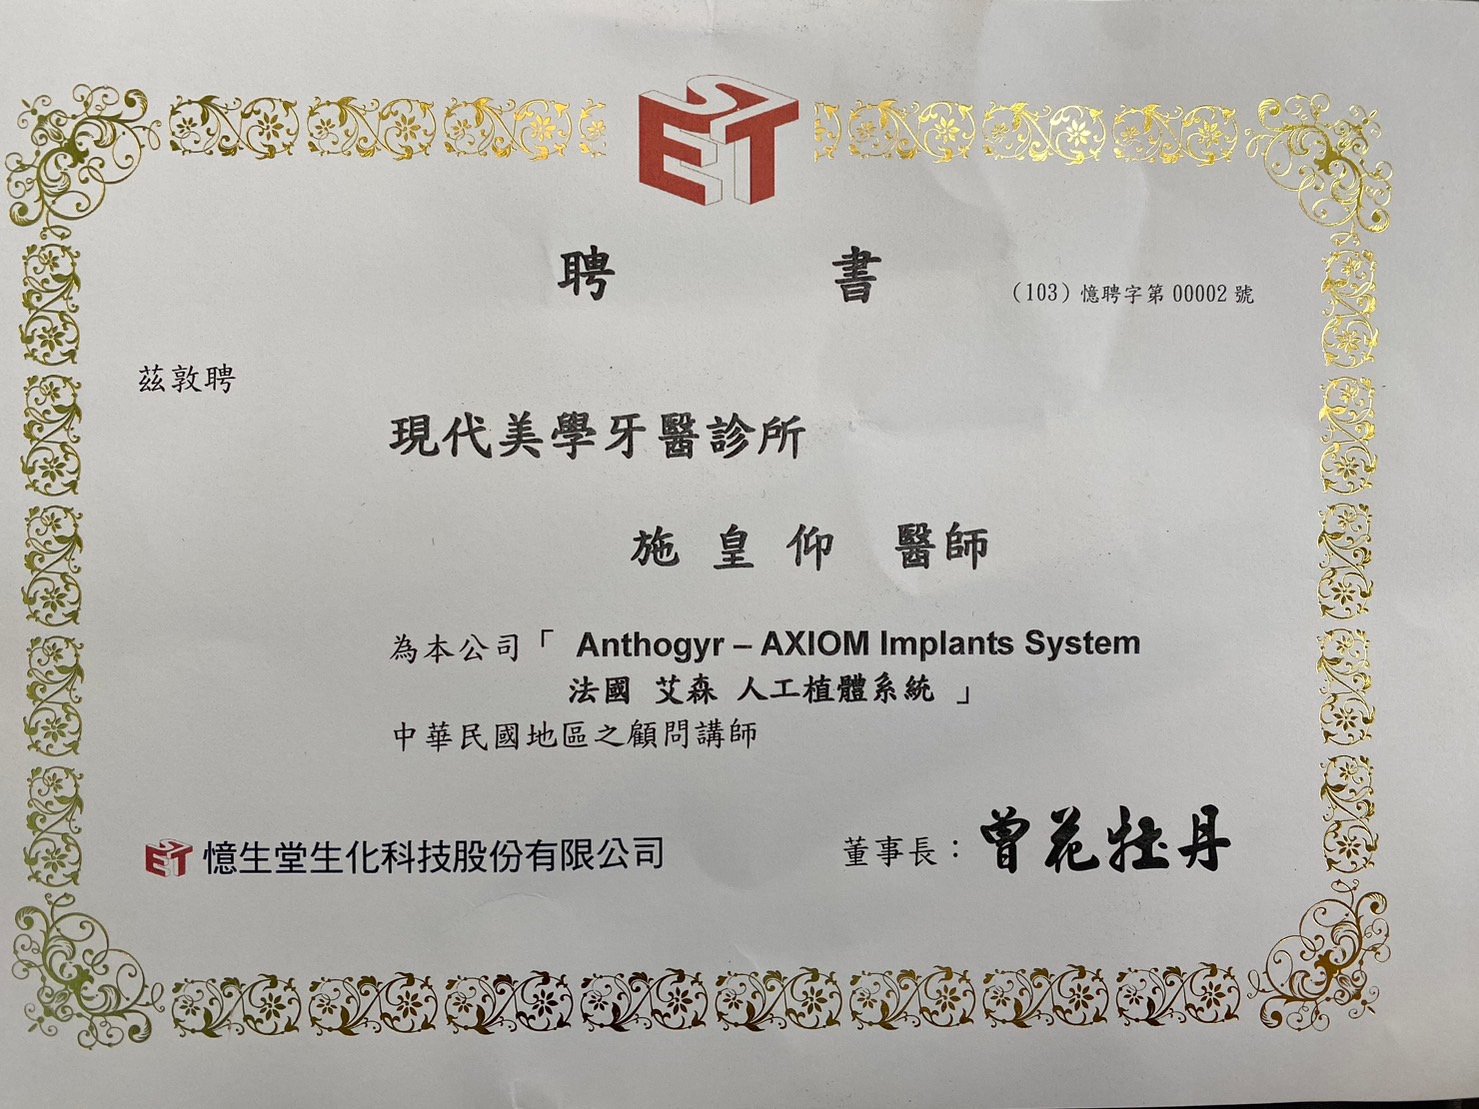 EST
聘 書
（103）憶聘字第 00002 號
茲敦聘
現代美學牙醫診所
施 皇 仰 醫師
為本公司「 Anthogyr – AXIOM Implants System
法國 艾森 人工植體系統 」
中華民國地區之顧問講師
EST 憶生堂生化科技股份有限公司
董事長：曾花牡丹